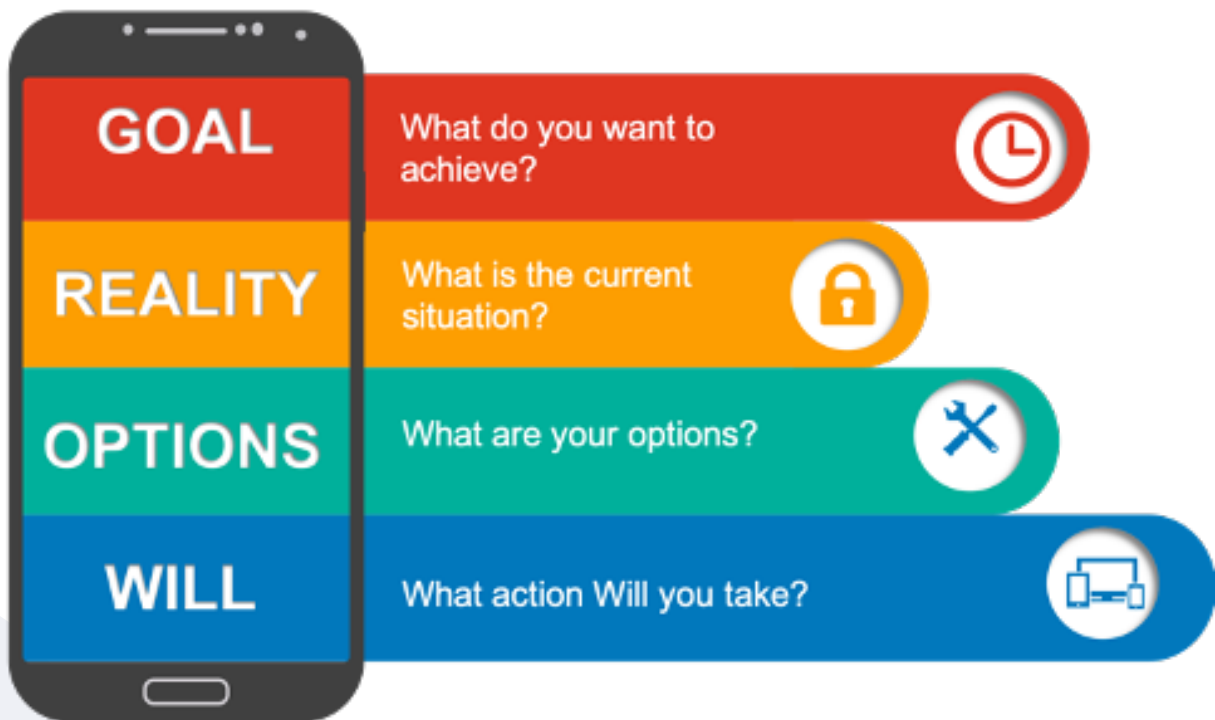 GOAL
What do you want to
achieve?
REALITY
What is the current
situation?
OPTIONS
What are your options?
WILL
What action Will you take?